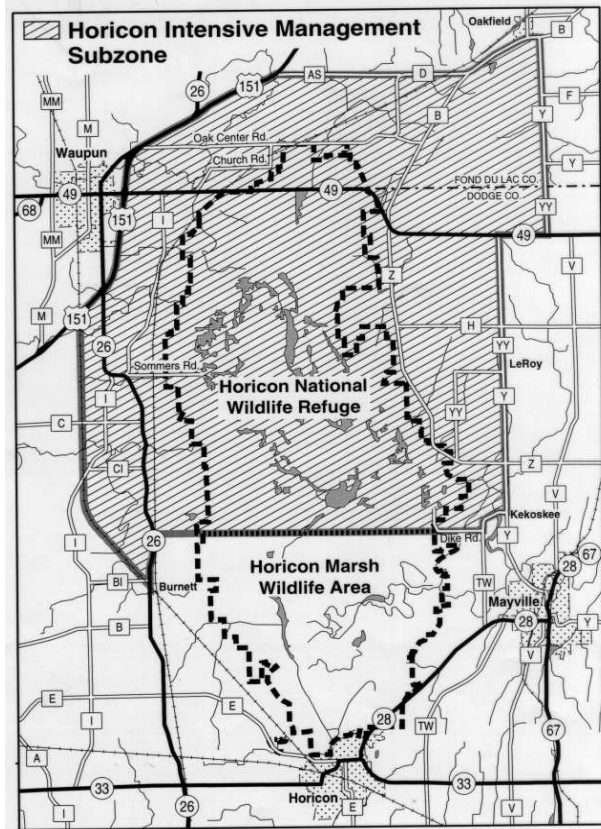 Horicon Intensive Management
Subzone
Oakfield
B
26
151
AS
D
MM
M
B
F
Y
Oak Center Rd.
Church Rd.
Waupun
Y
49
49
FOND DU LAC CO.
DODGE CO.
68
151
I
YY
49
MM
Z
V
M
151
H
26
YY
Sommers Rd.
LeRoy
Horicon National
Wildlife Refuge
I
YY
Y
C
CI
Z
V
Kekoskee
I
26
Dike Rd.
Y
67
Horicon Marsh
Wildlife Area
BI
Burnett
TW
28
Mayville
B
28
Y
V
E
E
I
28
TW
67
A
33
33
Horicon
I
26
E
V